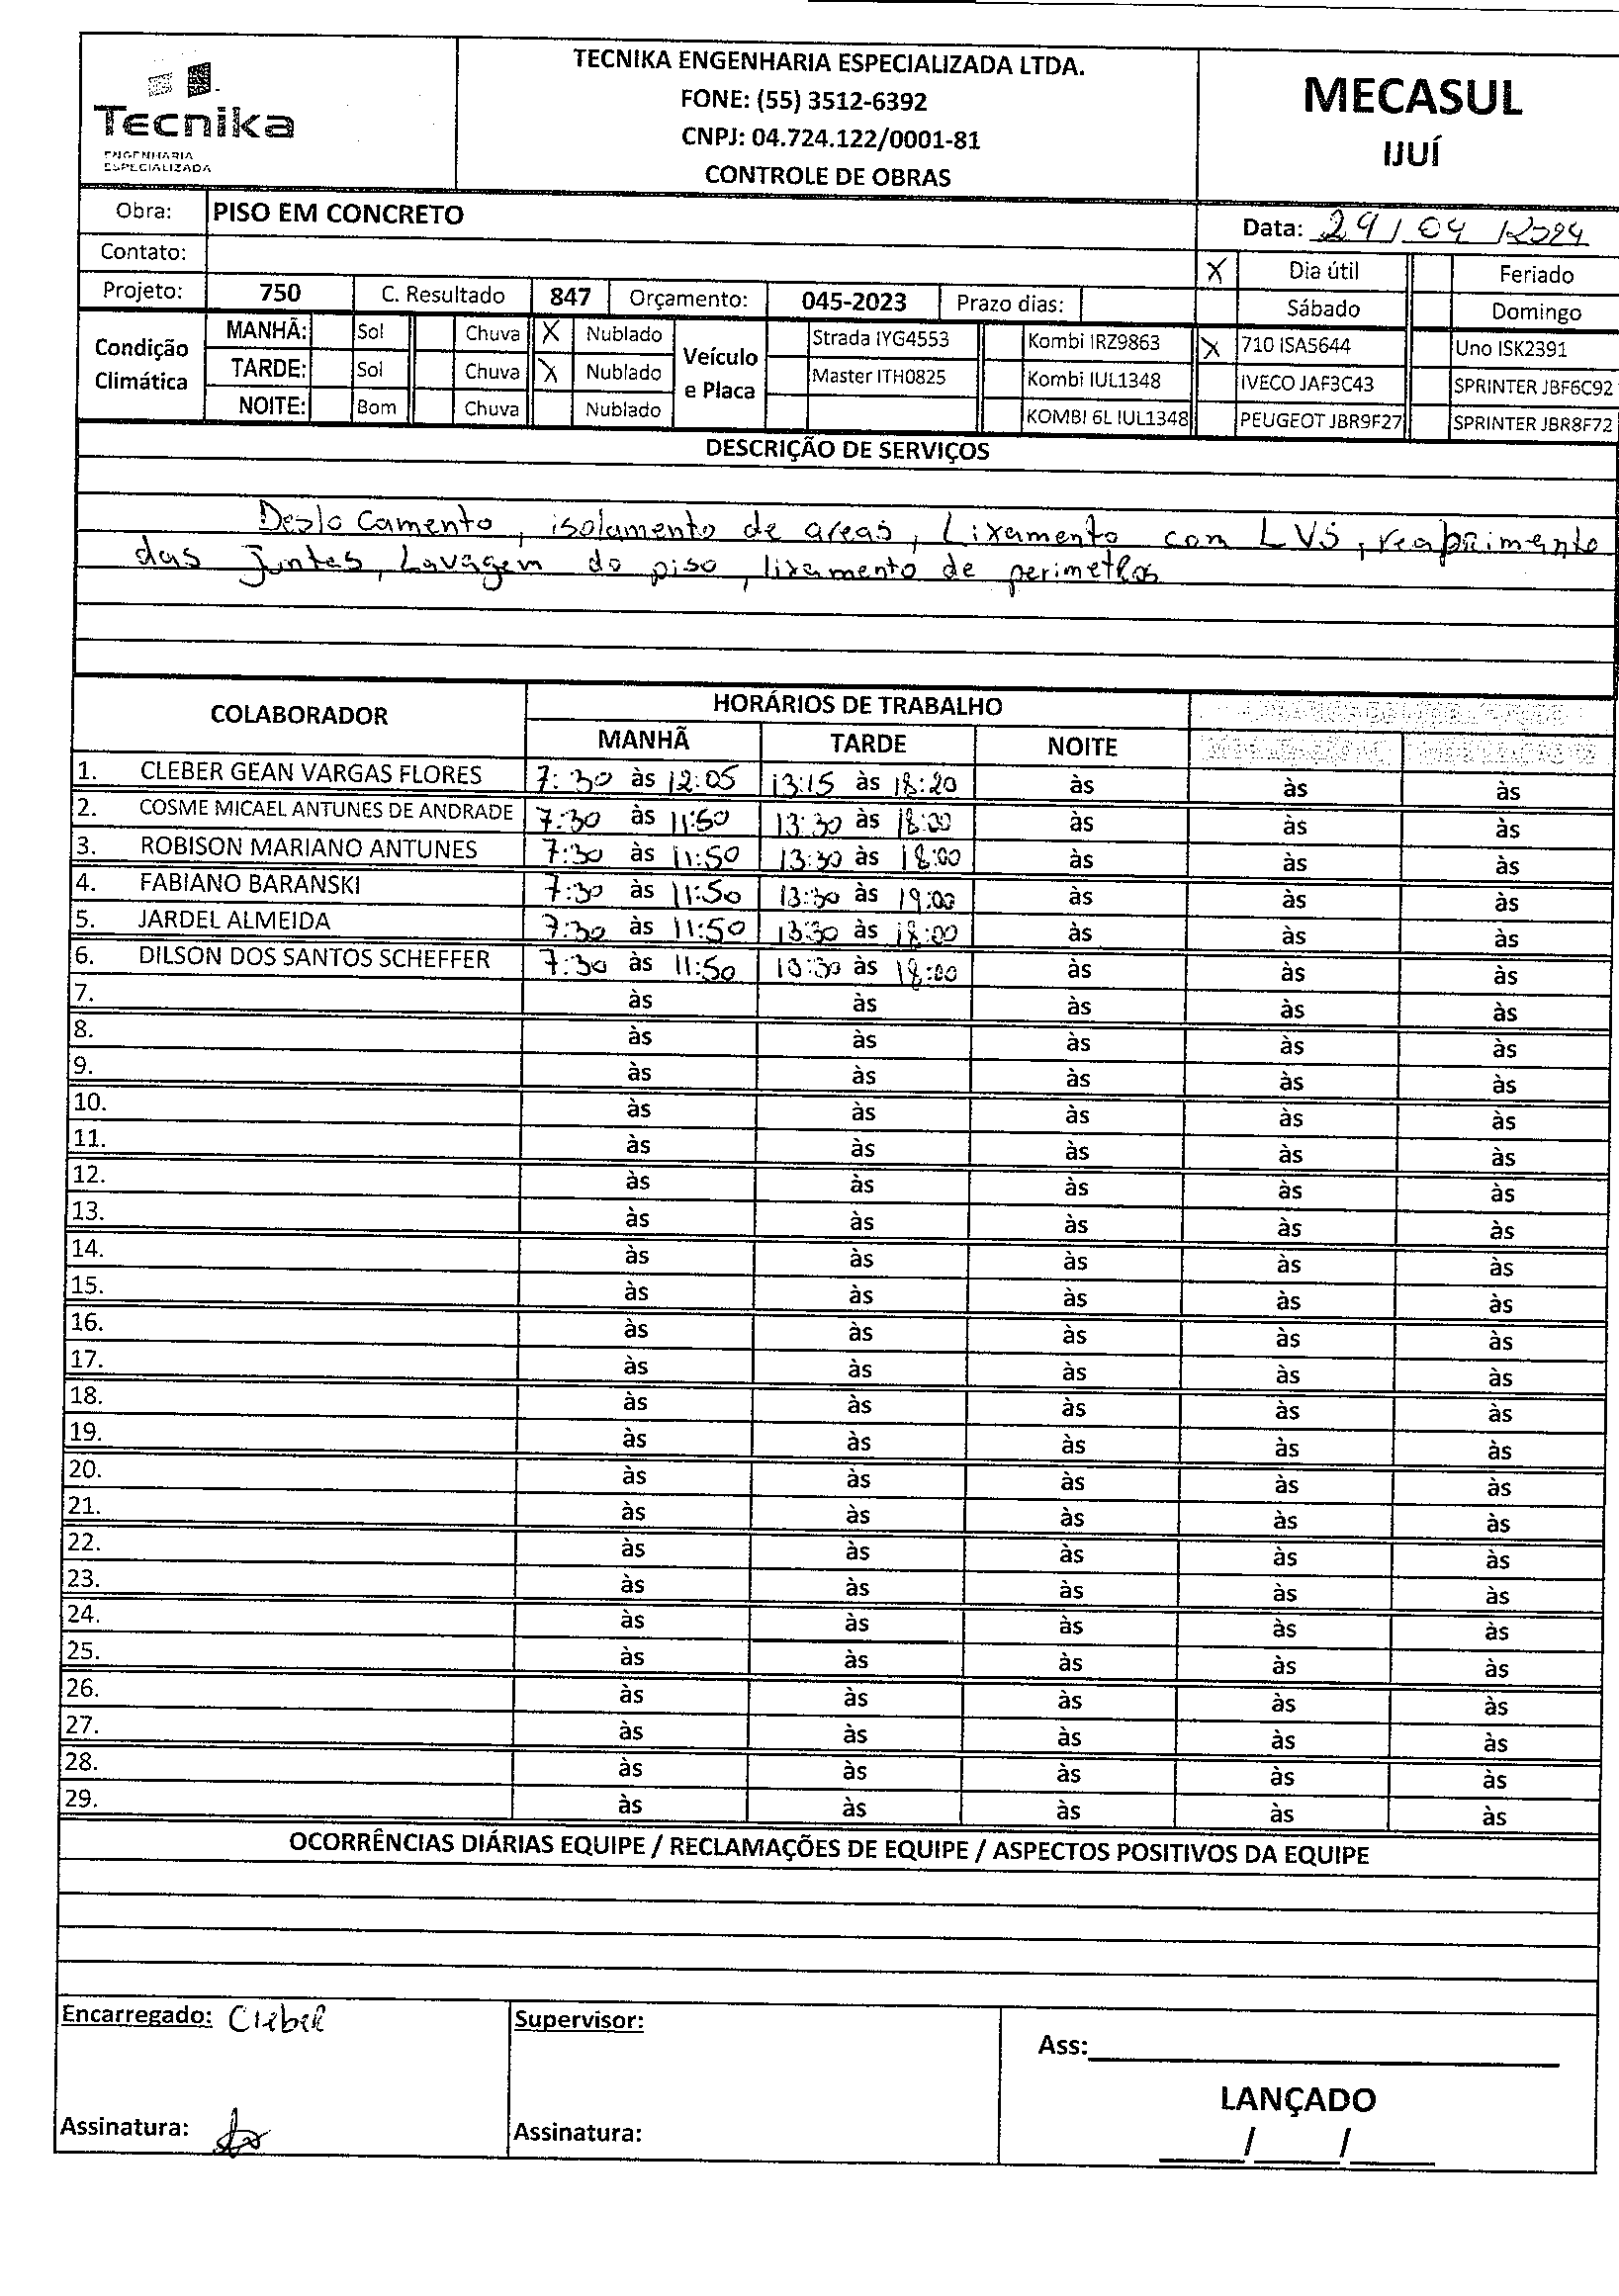 Tecnika
ENGENHARIA
ESPECIALIZADA
TECNIKA ENGENHARIA ESPECIALIZADA LTDA.
FONE: (55) 3512-6392
CNPJ: 04.724.122/0001-81
CONTROLE DE OBRAS
MECASUL
IJUÍ
Obra: PISO EM CONCRETO
Data: 29/04/2024
Contato:
X Dia útil Feriado
Projeto: 750 C. Resultado 847 Orçamento: 045-2023 Prazo dias:
Sábado Domingo
Condição Climática
MANHÃ: Sol Chuva X Nublado
TARDE: Sol Chuva X Nublado
NOITE: Bom Chuva Nublado
Veículo e Placa
Strada IYG4553 Kombi IRZ9863 X 710 ISA5644 Uno ISK2391
Master ITH0825 Kombi IUL1348 IVECO JAF3C43 SPRINTER JBF6C92
KOMBI 6L IUL1348 PEUGEOT JBR9F27 SPRINTER JBR8F72
DESCRIÇÃO DE SERVIÇOS
Deslocamento, isolamento de areas, Lixamento com LVS,
das juntas, Lavagem do piso, lixamento de perimetros
COLABORADOR HORÁRIOS DE TRABALHO
MANHÃ TARDE NOITE
1. CLEBER GEAN VARGAS FLORES 7:30 às 12:05 13:15 às 18:20 às às às
2. COSME MICAEL ANTUNES DE ANDRADE 7:30 às 11:50 13:30 às 18:00 às às às
3. ROBISON MARIANO ANTUNES 7:30 às 11:50 13:30 às 18:00 às às às
4. FABIANO BARANSKI 7:30 às 11:50 13:30 às 19:00 às às às
5. JARDEL ALMEIDA 7:30 às 11:50 13:30 às 18:00 às às às
6. DILSON DOS SANTOS SCHEFFER 7:30 às 11:50 13:30 às 18:00 às às às
7. às às às às às
8. às às às às às
9. às às às às às
10. às às às às às
11. às às às às às
12. às às às às às
13. às às às às às
14. às às às às às
15. às às às às às
16. às às às às às
17. às às às às às
18. às às às às às
19. às às às às às
20. às às às às às
21. às às às às às
22. às às às às às
23. às às às às às
24. às às às às às
25. às às às às às
26. às às às às às
27. às às às às às
28. às às às às às
29. às às às às às
OCORRÊNCIAS DIÁRIAS EQUIPE / RECLAMAÇÕES DE EQUIPE / ASPECTOS POSITIVOS DA EQUIPE
Encarregado: Cleber
Supervisor:
Ass:
LANÇADO
Assinatura:
Assinatura:
/ /